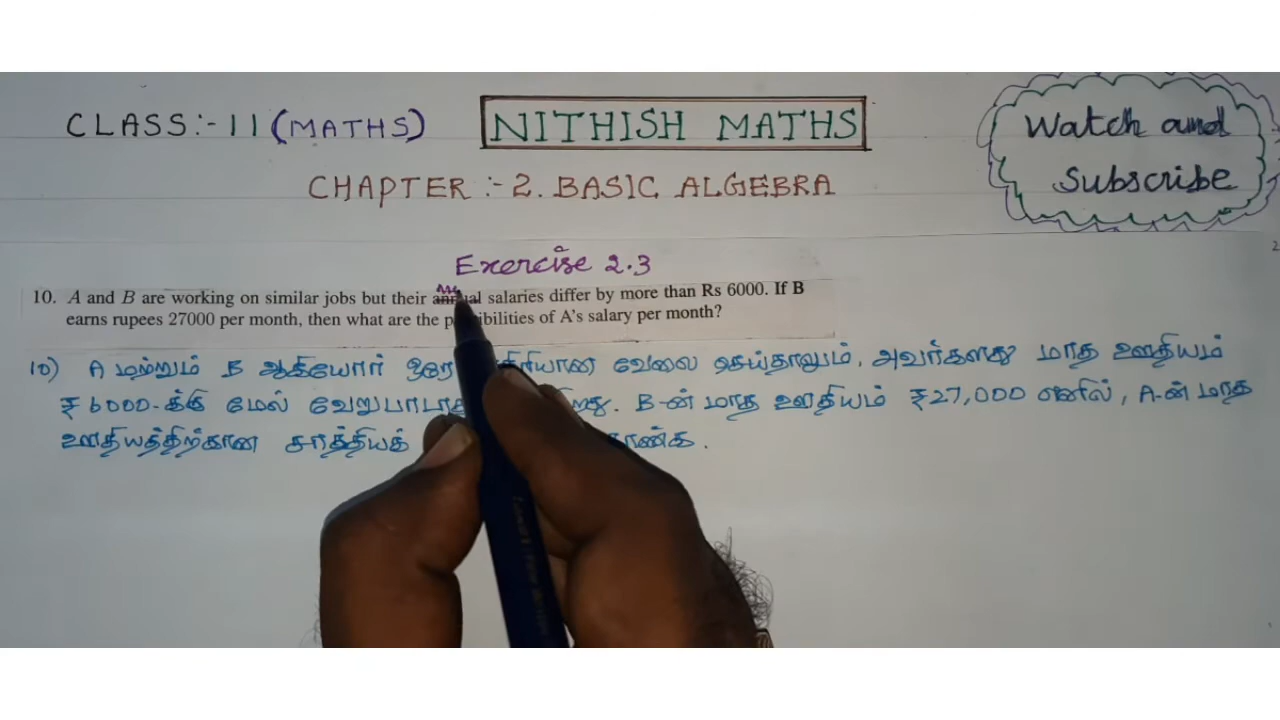 CLASS:- 11 (MATHS)
NITHISH MATHS
Watch and
Subscribe
CHAPTER :- 2. BASIC ALGEBRA
Exercise 2.3
10. A and B are working on similar jobs but their annual salaries differ by more than Rs 6000. If B
earns rupees 27000 per month, then what are the possibilities of A's salary per month?
10) A மற்றும் B ஆகியோர் ஒரே வேலை செய்தாலும், அவர்களது மாத ஊதியம்
₹ 6000-க்கு மேல் B-ன் மாத ஊதியம் ₹27,000 எனில், A-ன் மாத
ஊதியத்திற்கான சாத்தியக் காண்க.